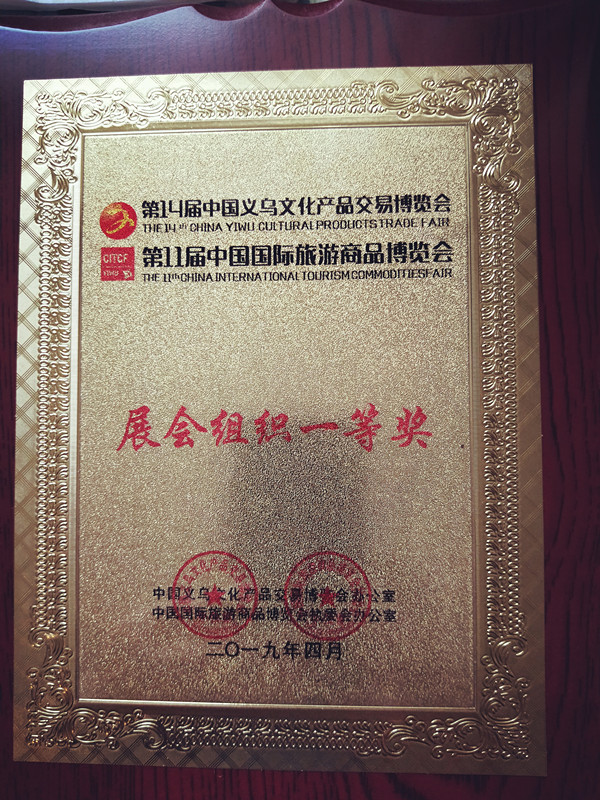 第14届中国义乌文化产品交易博览会
THE 14TH CHINA YIWU CULTURAL PRODUCTS TRADE FAIR
CITCF
YIWU
第11届中国国际旅游商品博览会
THE 11th CHINA INTERNATIONAL TOURISM COMMODITIES FAIR
展会组织一等奖
中国义乌文化产品交易博览会办公室
中国国际旅游商品博览会执委会办公室
二〇一九年四月